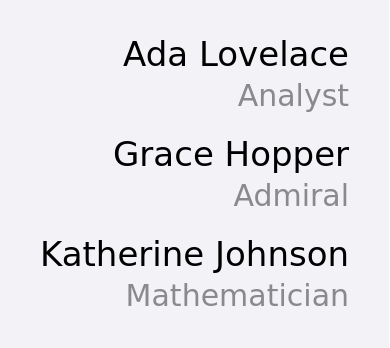 Ada Lovelace
Analyst
Grace Hopper
Admiral
Katherine Johnson
Mathematician